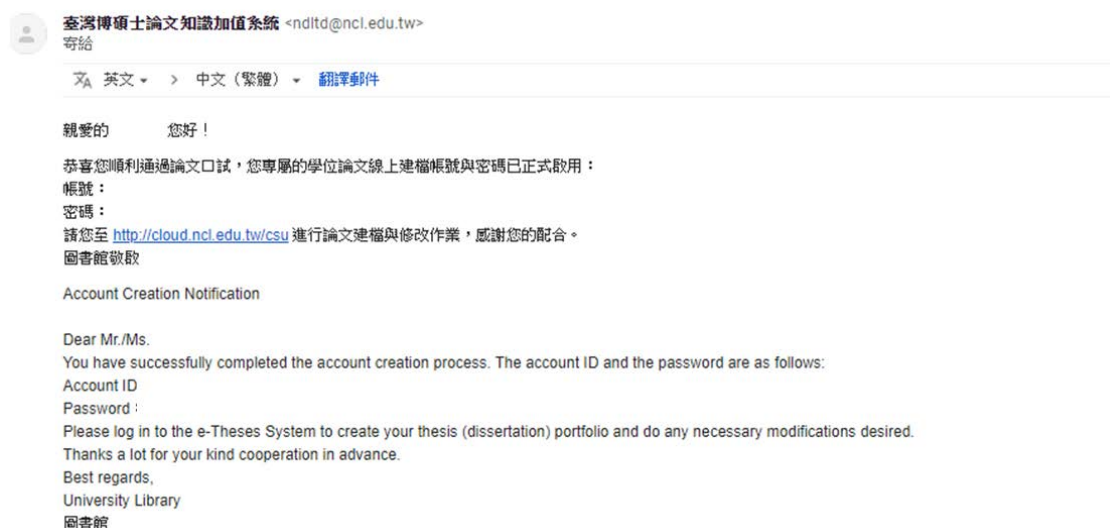 臺灣博碩士論文知識加值系統 <ndltd@ncl.edu.tw>
寄給
英文 > 中文（繁體） 翻譯郵件
親愛的 您好！
恭喜您順利通過論文口試，您專屬的學位論文線上建檔帳號與密碼已正式啟用：
帳號：
密碼：
請您至 http://cloud.ncl.edu.tw/csu 進行論文建檔與修改作業，感謝您的配合。
圖書館敬啟
Account Creation Notification
Dear Mr./Ms.
You have successfully completed the account creation process. The account ID and the password are as follows:
Account ID
Password :
Please log in to the e-Theses System to create your thesis (dissertation) portfolio and do any necessary modifications desired.
Thanks a lot for your kind cooperation in advance.
Best regards,
University Library
圖書館